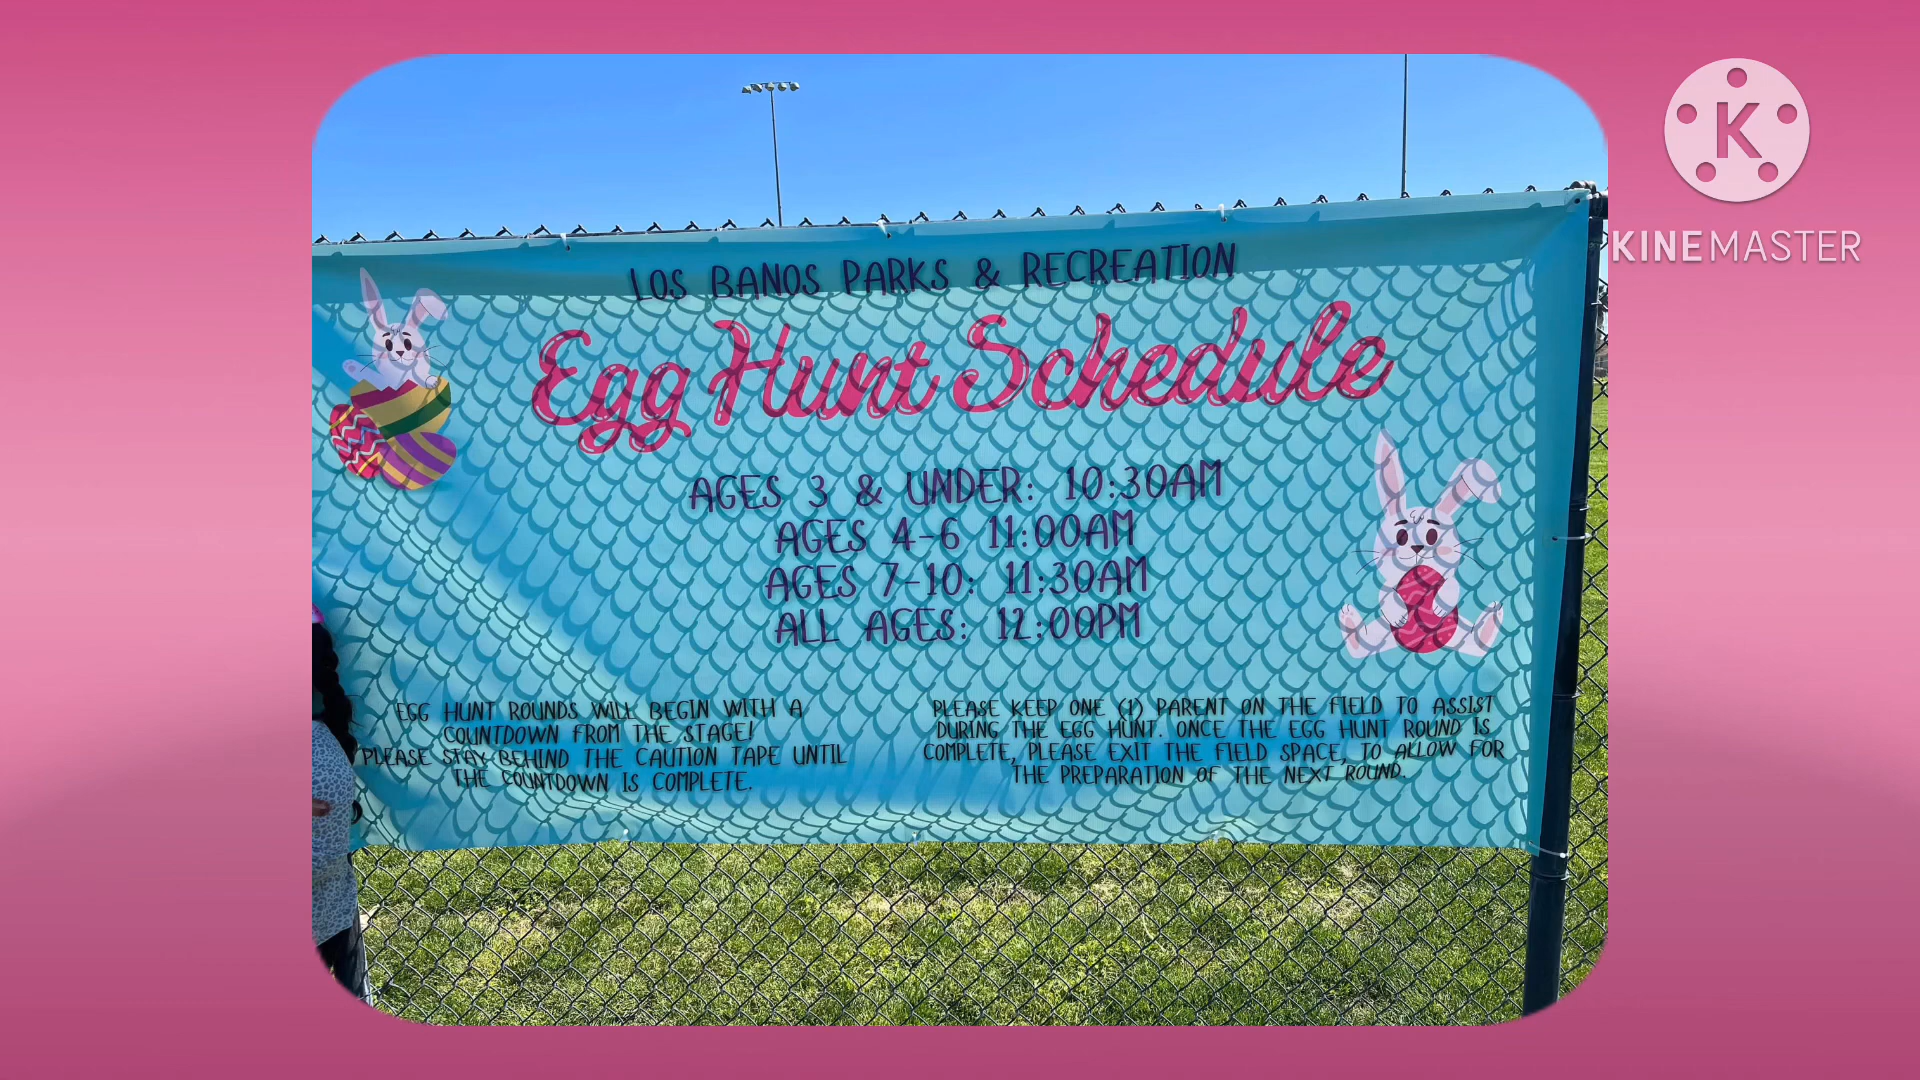 LOS BANOS PARKS & RECREATION
Egg Hunt Schedule
AGES 3 & UNDER: 10:30AM
AGES 4-6 11:00AM
AGES 7-10: 11:30AM
ALL AGES: 12:00PM
EGG HUNT ROUNDS WILL BEGIN WITH A
COUNTDOWN FROM THE STAGE!
PLEASE STAY BEHIND THE CAUTION TAPE UNTIL
THE COUNTDOWN IS COMPLETE.
PLEASE KEEP ONE (1) PARENT ON THE FIELD TO ASSIST
DURING THE EGG HUNT. ONCE THE EGG HUNT ROUND IS
COMPLETE, PLEASE EXIT THE FIELD SPACE, TO ALLOW FOR
THE PREPARATION OF THE NEXT ROUND.
K
KINEMASTER